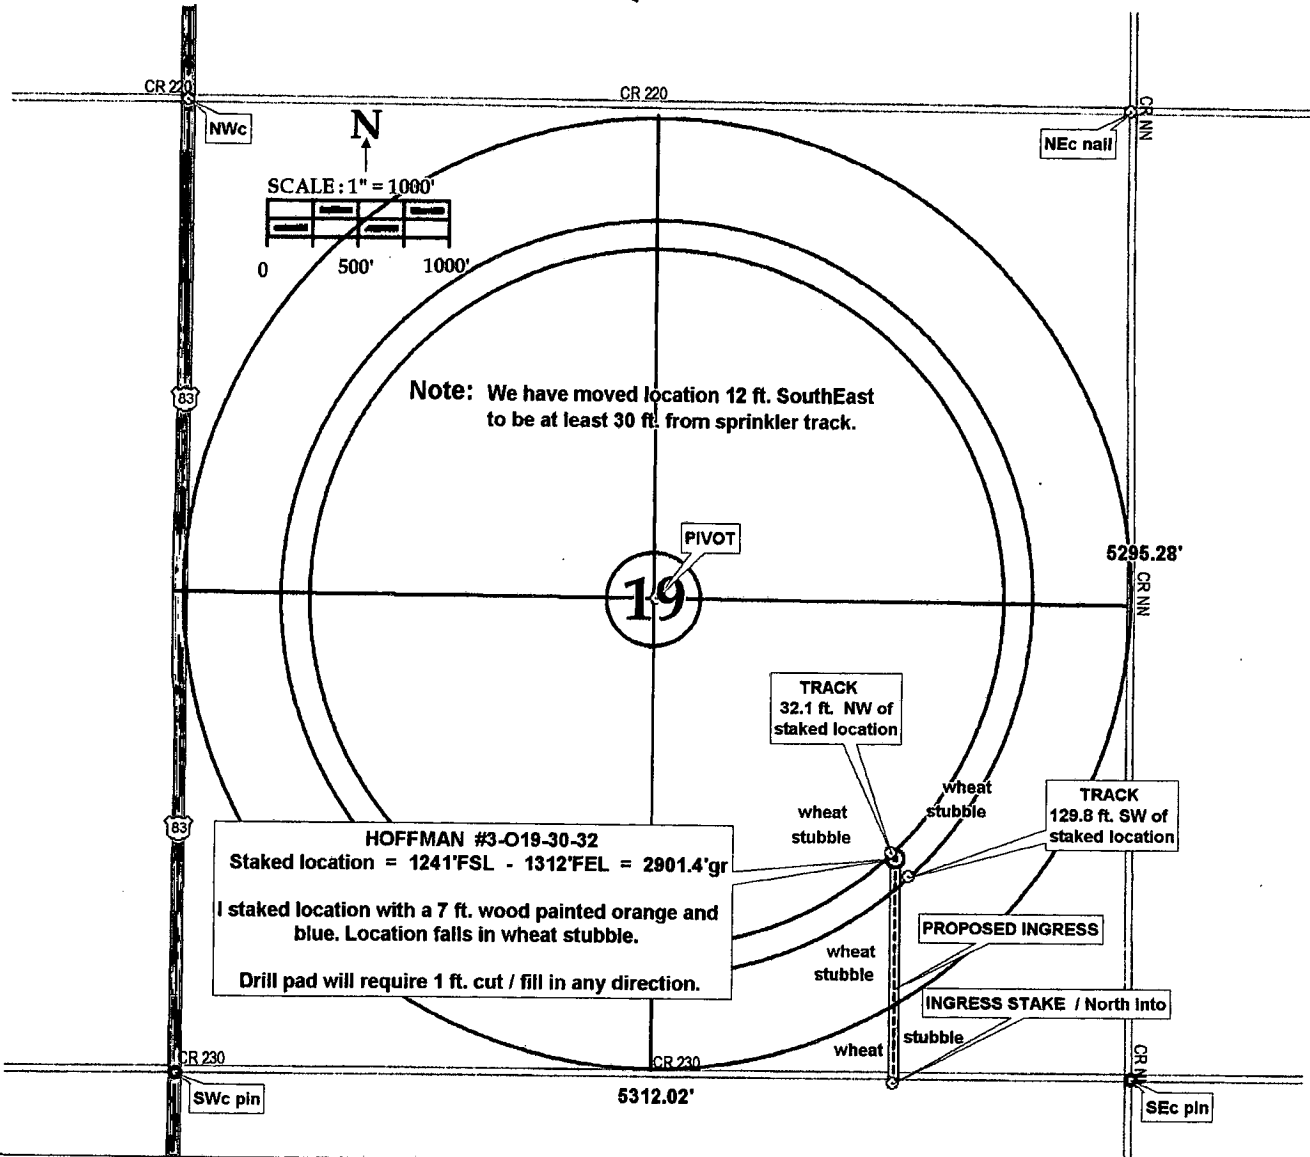 CR 220
CR 220
NWc
N
CR NN
NEc nail
SCALE: 1" = 1000'
0 500' 1000'
83
Note: We have moved location 12 ft. SouthEast
to be at least 30 ft. from sprinkler track.
PIVOT
5295.28'
19
CR NN
TRACK
32.1 ft. NW of
staked location
wheat
stubble
wheat
stubble
TRACK
129.8 ft. SW of
staked location
83
HOFFMAN #3-O19-30-32
Staked location = 1241'FSL - 1312'FEL = 2901.4'gr
I staked location with a 7 ft. wood painted orange and
blue. Location falls in wheat stubble.
Drill pad will require 1 ft. cut / fill in any direction.
PROPOSED INGRESS
wheat
stubble
INGRESS STAKE / North into
wheat stubble
CR 230
CR 230
CR N
SWc pin
5312.02'
SEc pin